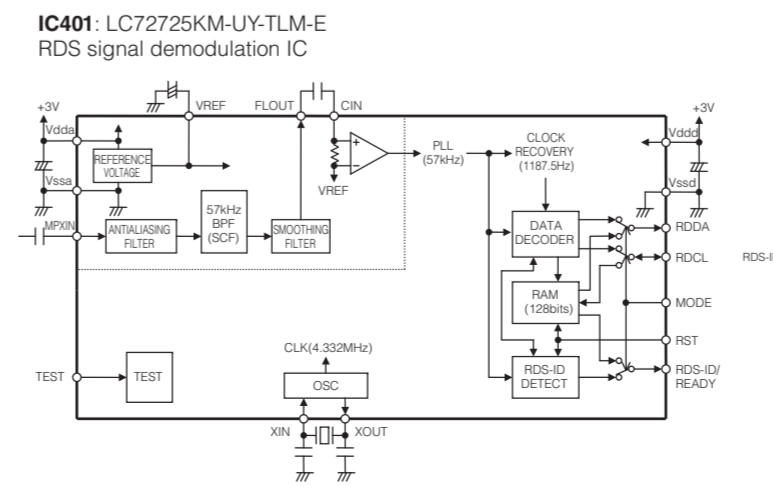 IC401: LC72725KM-UY-TLM-E
RDS signal demodulation IC
+3V
VREF
FLOUT
CIN
+3V
Vdda
Vddd
REFERENCE
VOLTAGE
+
−
VREF
PLL
(57kHz)
CLOCK
RECOVERY
(1187.5Hz)
Vssa
Vssd
MPXIN
ANTIALIASING
FILTER
57kHz
BPF
(SCF)
SMOOTHING
FILTER
DATA
DECODER
RDDA
RDCL
RDS-I
RAM
(128bits)
MODE
RST
CLK(4.332MHz)
TEST
TEST
OSC
RDS-ID
DETECT
RDS-ID/
READY
XIN
XOUT